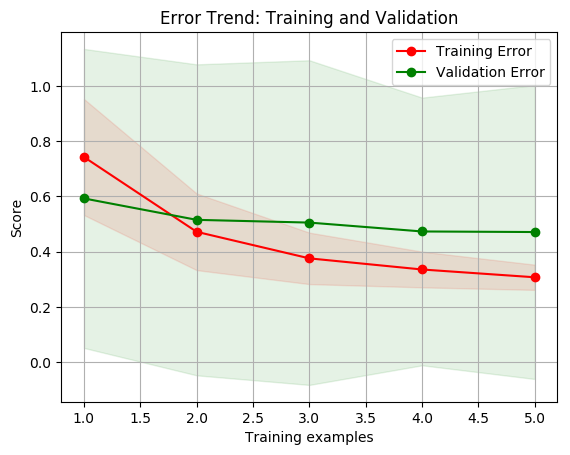 Error Trend: Training and Validation
Training Error
Validation Error
Score
1.0
0.8
0.6
0.4
0.2
0.0
1.0 1.5 2.0 2.5 3.0 3.5 4.0 4.5 5.0
Training examples